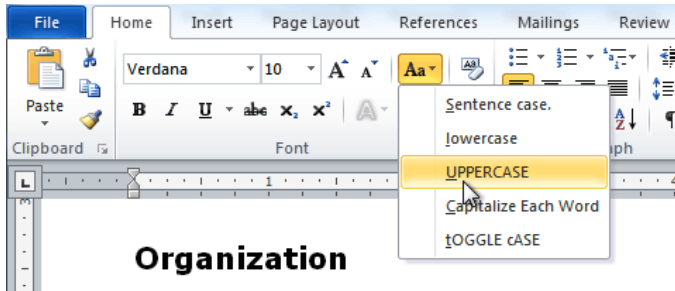 File Home Insert Page Layout References Mailings Review
Verdana 10 A A Aa
Paste
B I U abc X₂ X²
A
Clipboard Font
Sentence case.
lowercase
UPPERCASE
Capitalize Each Word
tOGGLE cASE
L 1
Organization